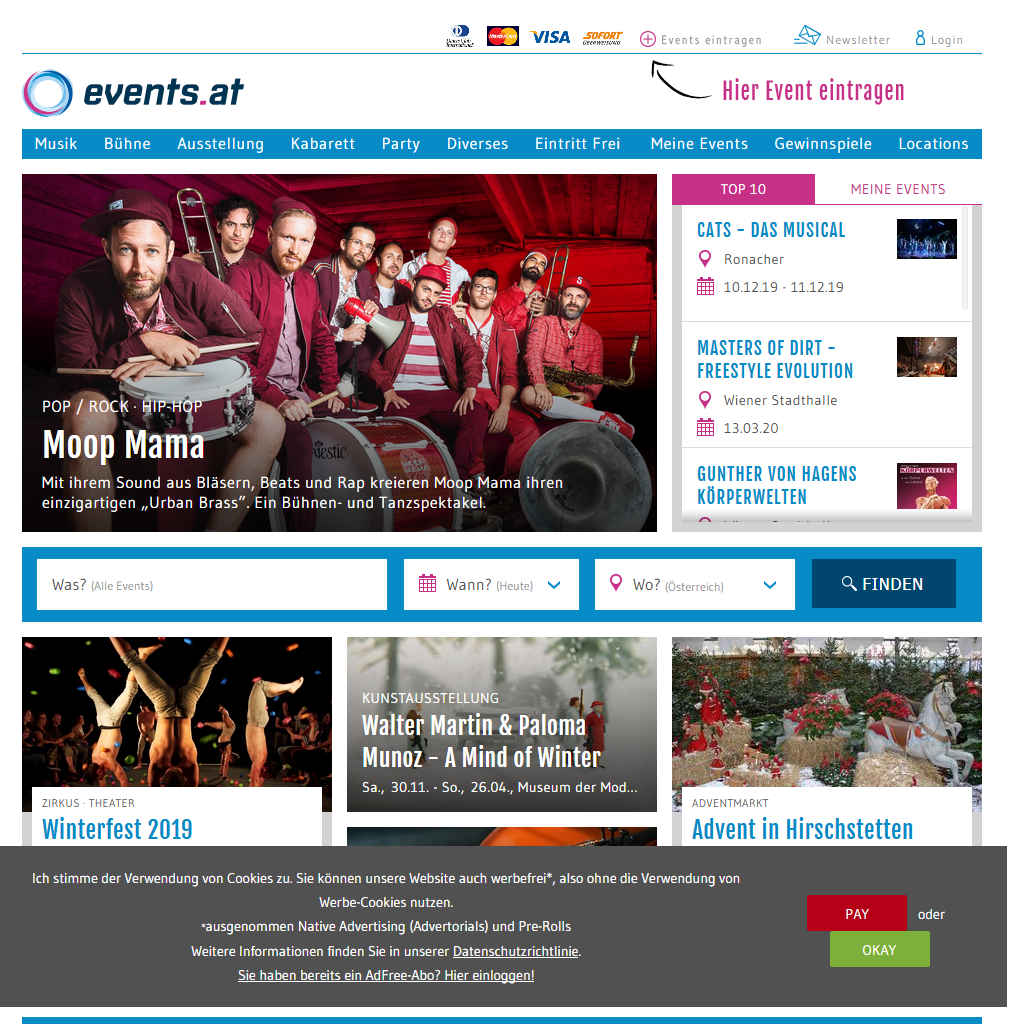 Diners Club International
MasterCard
VISA
SOFORT ÜBERWEISUNG
Events eintragen
Newsletter
Login
events.at
Hier Event eintragen
Musik
Bühne
Ausstellung
Kabarett
Party
Diverses
Eintritt Frei
Meine Events
Gewinnspiele
Locations
POP / ROCK · HIP-HOP
Moop Mama
Mit ihrem Sound aus Bläsern, Beats und Rap kreieren Moop Mama ihren
einzigartigen „Urban Brass“. Ein Bühnen- und Tanzspektakel.
TOP 10
MEINE EVENTS
CATS - DAS MUSICAL
Ronacher
10.12.19 - 11.12.19
MASTERS OF DIRT -
FREESTYLE EVOLUTION
Wiener Stadthalle
13.03.20
GUNTHER VON HAGENS
KÖRPERWELTEN
KÖRPERWELTEN
Was? (Alle Events)
Wann? (Heute)
Wo? (Österreich)
FINDEN
ZIRKUS · THEATER
Winterfest 2019
KUNSTAUSSTELLUNG
Walter Martin & Paloma
Munoz - A Mind of Winter
Sa., 30.11. - So., 26.04., Museum der Mod...
ADVENTMARKT
Advent in Hirschstetten
Ich stimme der Verwendung von Cookies zu. Sie können unsere Website auch werbefrei*, also ohne die Verwendung von
Werbe-Cookies nutzen.
*ausgenommen Native Advertising (Advertorials) und Pre-Rolls
Weitere Informationen finden Sie in unserer Datenschutzrichtlinie.
Sie haben bereits ein AdFree-Abo? Hier einloggen!
PAY
oder
OKAY